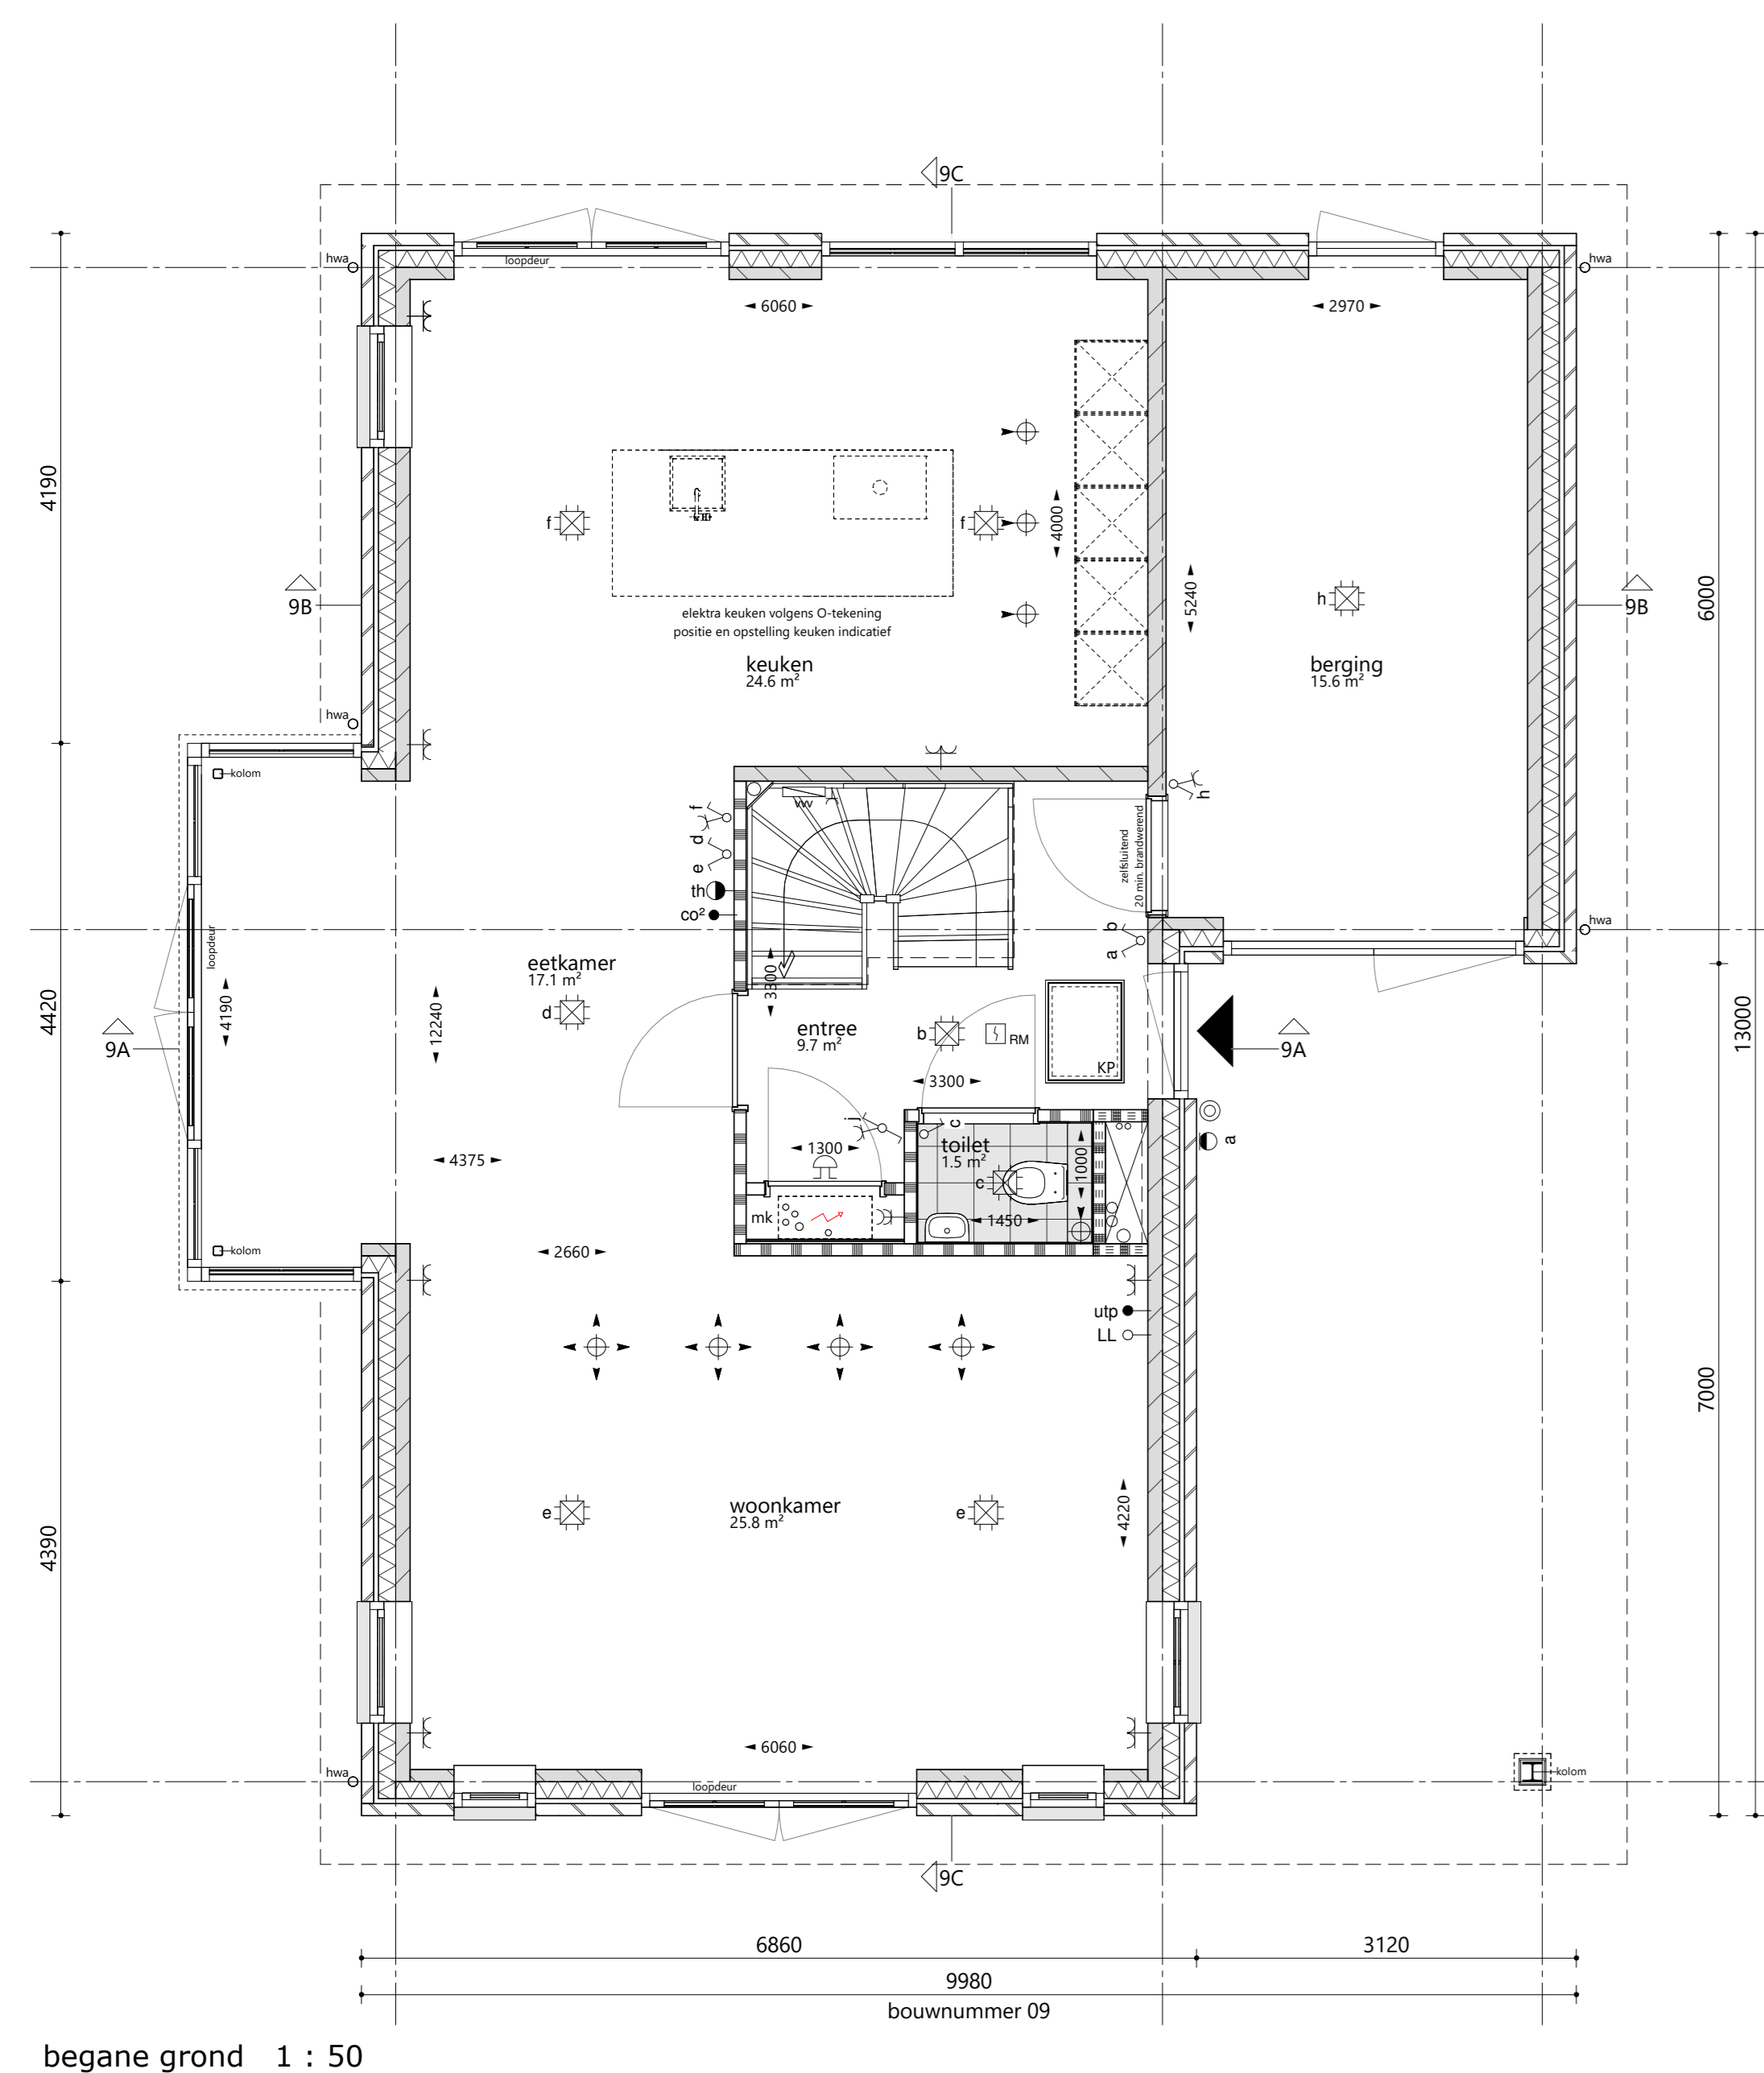 9C
hwa
loopdeur
hwa
6060
2970
4190
f
f
4000
5240
h
6000
9B
9B
elektra keuken volgens O-tekening
positie en opstelling keuken indicatief
keuken
24.6 m²
berging
15.6 m²
hwa
kolom
vvv
h
f
d
e
th
co²
zelfsluitend
20 min. brandwerend
a b
hwa
loopdeur
eetkamer
17.1 m²
3300
4190
12240
d
entree
9.7 m²
b
RM
KP
4420
9A
9A
13000
3300
j
c
a
1300
toilet
1.5 m²
1000
c
4375
mk
1450
kolom
2660
utp
LL
7000
e
woonkamer
25.8 m²
e
4220
4390
6060
hwa
loopdeur
kolom
9C
6860
3120
9980
bouwnummer 09
begane grond 1 : 50